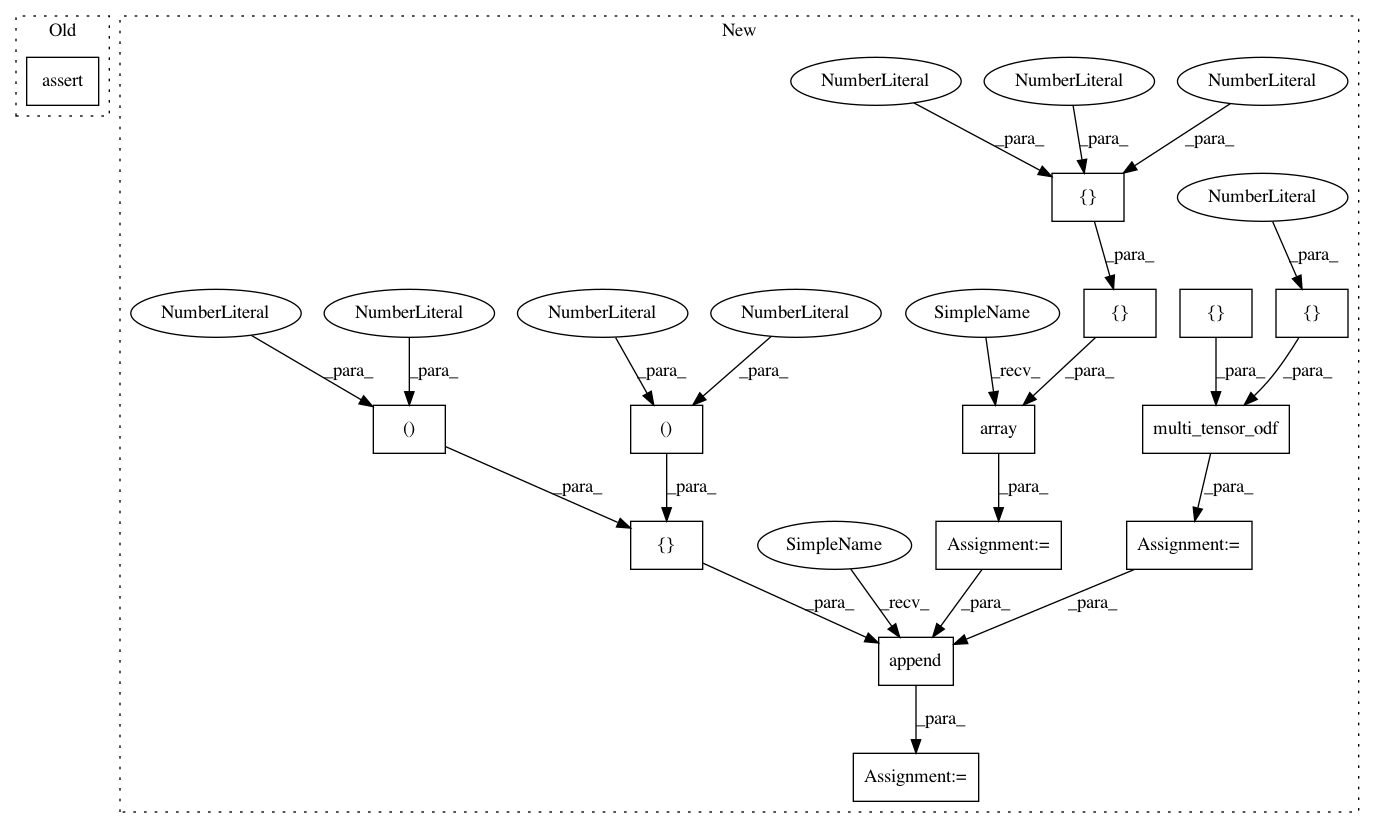 Old
New
assert
NumberLiteral
NumberLiteral
NumberLiteral
_para_
_para_
_para_
{}
NumberLiteral
_para_
_para_
NumberLiteral
NumberLiteral
NumberLiteral
NumberLiteral
SimpleName
{}
{}
{}
_para_
_para_
_para_
_para_
_recv_
_para_
_para_
_para_
()
()
array
multi_tensor_odf
_para_
_para_
_para_
_para_
{}
SimpleName
Assignment:=
Assignment:=
_para_
_recv_
_para_
_para_
append
_para_
Assignment:=